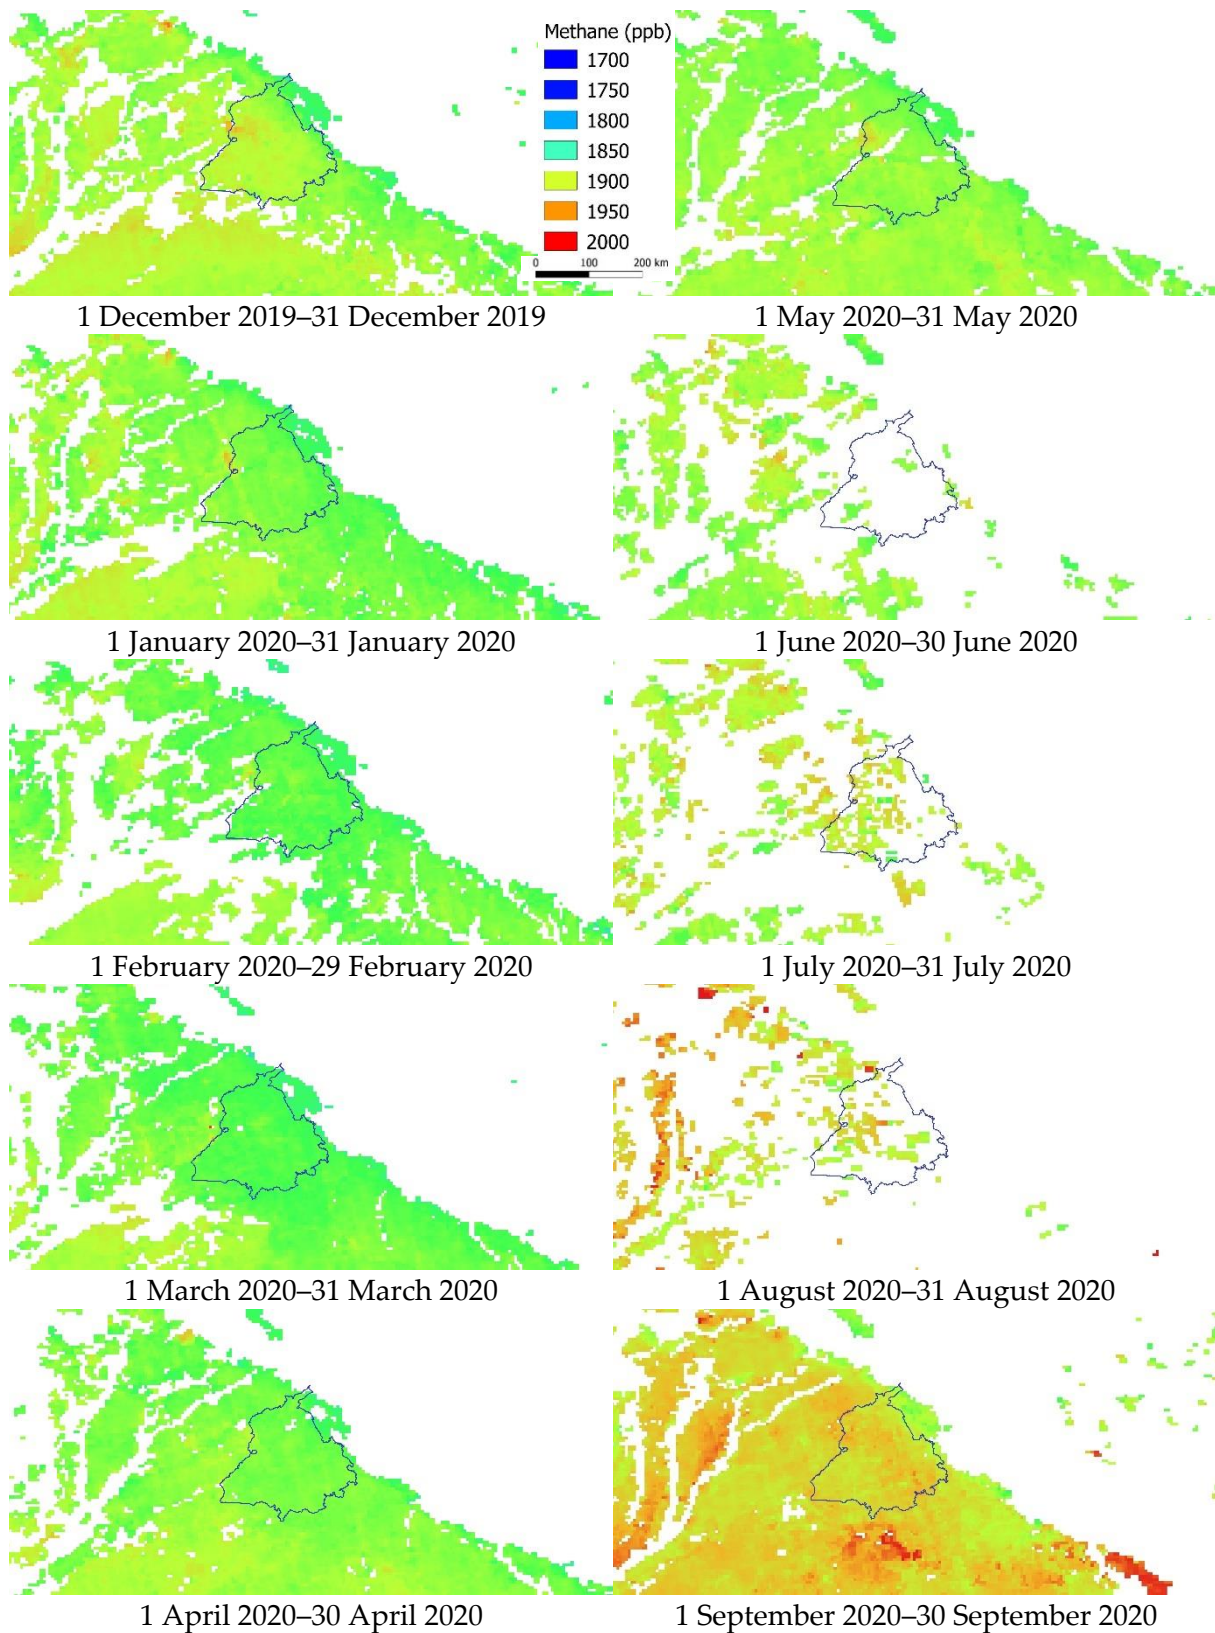 Methane (ppb)
1700
1750
1800
1850
1900
1950
2000
0 100 200 km
1 December 2019–31 December 2019
1 May 2020–31 May 2020
1 January 2020–31 January 2020
1 June 2020–30 June 2020
1 February 2020–29 February 2020
1 July 2020–31 July 2020
1 March 2020–31 March 2020
1 August 2020–31 August 2020
1 April 2020–30 April 2020
1 September 2020–30 September 2020